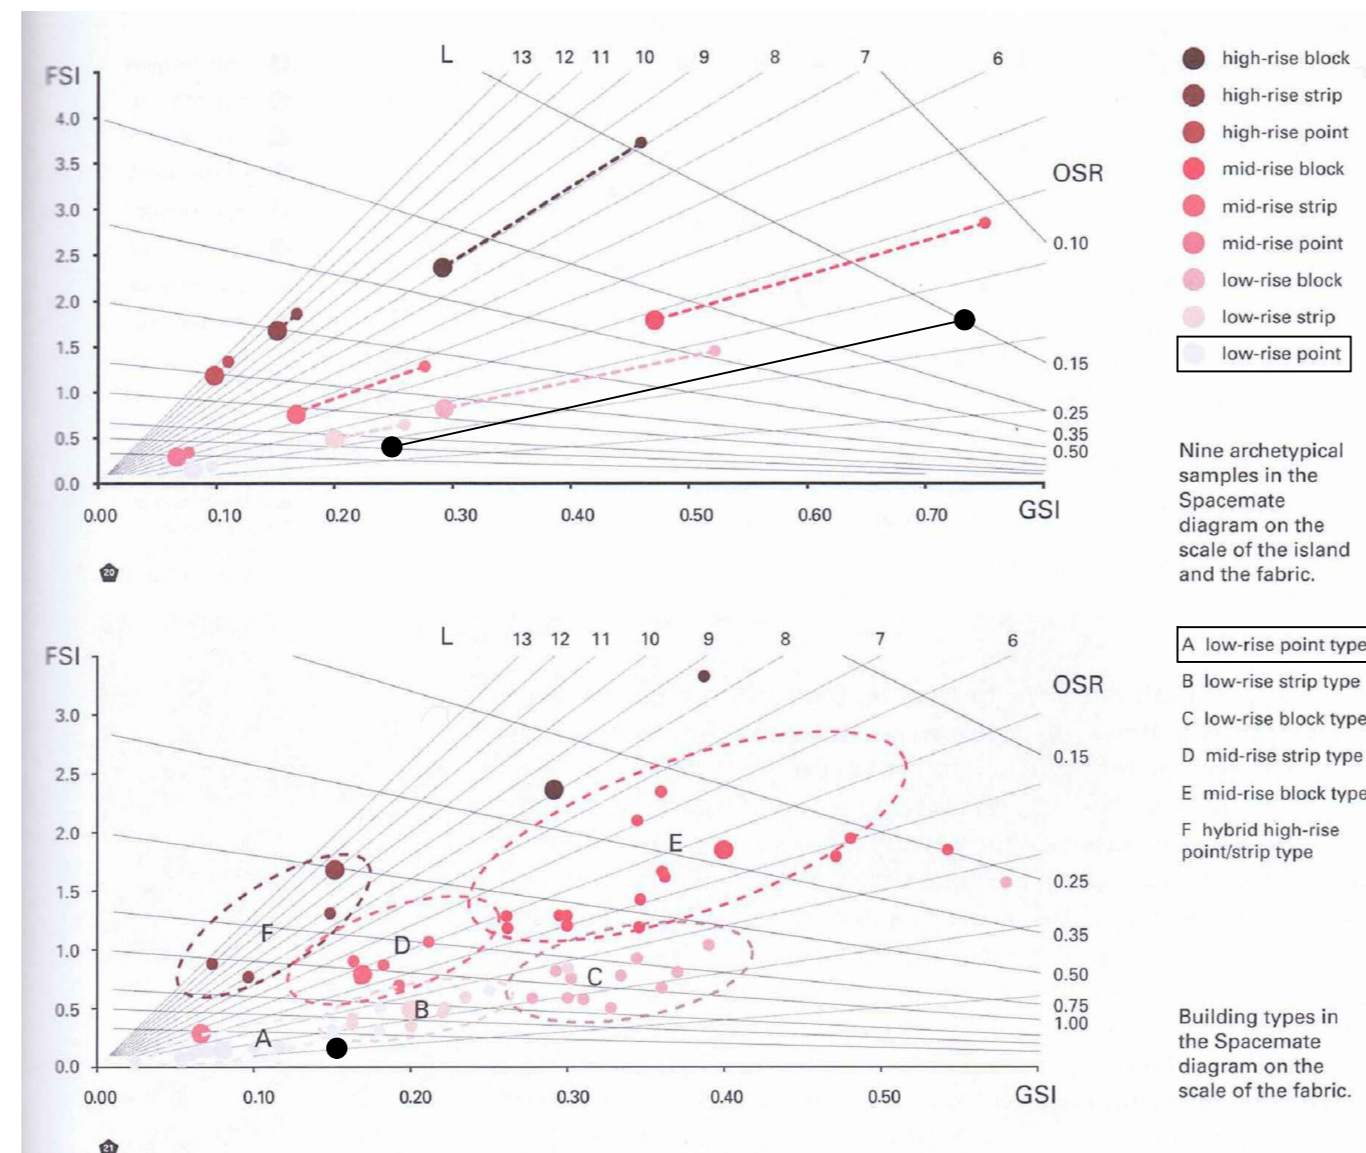 L 13 12 11 10 9 8 7 6
FSI
4.0
3.5
3.0
2.5
2.0
1.5
1.0
0.5
0.0
OSR
0.10
0.15
0.25
0.35
0.50
0.00 0.10 0.20 0.30 0.40 0.50 0.60 0.70 GSI
20
high-rise block
high-rise strip
high-rise point
mid-rise block
mid-rise strip
mid-rise point
low-rise block
low-rise strip
low-rise point
Nine archetypical
samples in the
Spacemate
diagram on the
scale of the island
and the fabric.
L 13 12 11 10 9 8 7 6
FSI
3.0
2.5
2.0
1.5
1.0
0.5
0.0
E
F
D
C
B
A
OSR
0.15
0.25
0.35
0.50
0.75
1.00
0.00 0.10 0.20 0.30 0.40 0.50 GSI
21
A low-rise point type
B low-rise strip type
C low-rise block type
D mid-rise strip type
E mid-rise block type
F hybrid high-rise
point/strip type
Building types in
the Spacemate
diagram on the
scale of the fabric.